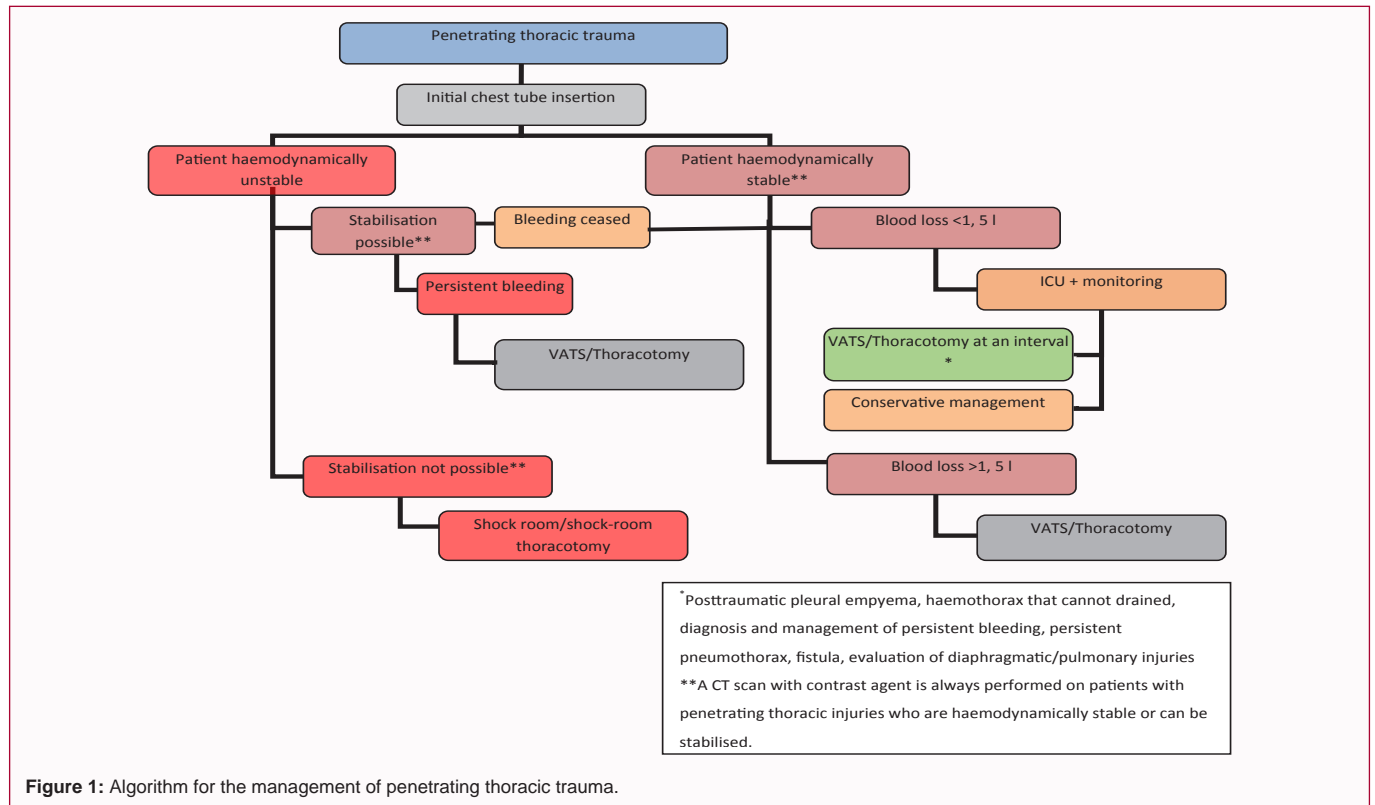 Penetrating thoracic trauma
Initial chest tube insertion
Patient haemodynamically
unstable
Patient haemodynamically
stable**
Stabilisation
possible**
Bleeding ceased
Blood loss <1, 5 l
Persistent bleeding
ICU + monitoring
VATS/Thoracotomy
VATS/Thoracotomy at an interval
*
Conservative management
Stabilisation not possible**
Blood loss >1, 5 l
Shock room/shock-room
thoracotomy
VATS/Thoracotomy
*Posttraumatic pleural empyema, haemothorax that cannot drained,
diagnosis and management of persistent bleeding, persistent
pneumothorax, fistula, evaluation of diaphragmatic/pulmonary injuries
**A CT scan with contrast agent is always performed on patients with
penetrating thoracic injuries who are haemodynamically stable or can be
stabilised.
Figure 1: Algorithm for the management of penetrating thoracic trauma.